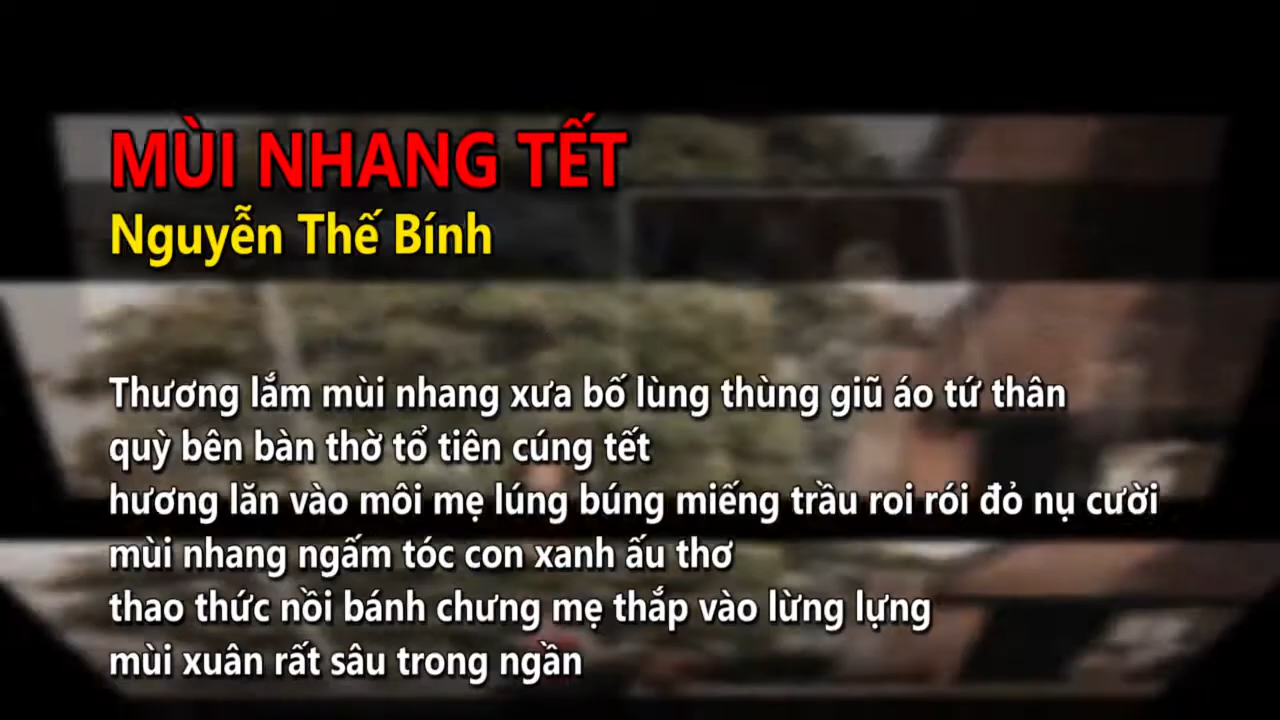 MÙI NHANG TẾT
Nguyễn Thế Bính
Thương lắm mùi nhang xưa bố lùng thùng giũ áo tứ thân
quỳ bên bàn thờ tổ tiên cúng tết
hương lăn vào môi mẹ lúng búng miếng trầu roi rói đỏ nụ cười
mùi nhang ngấm tóc con xanh ấu thơ
thao thức nồi bánh chưng mẹ thắp vào lừng lựng
mùi xuân rất sâu trong ngần